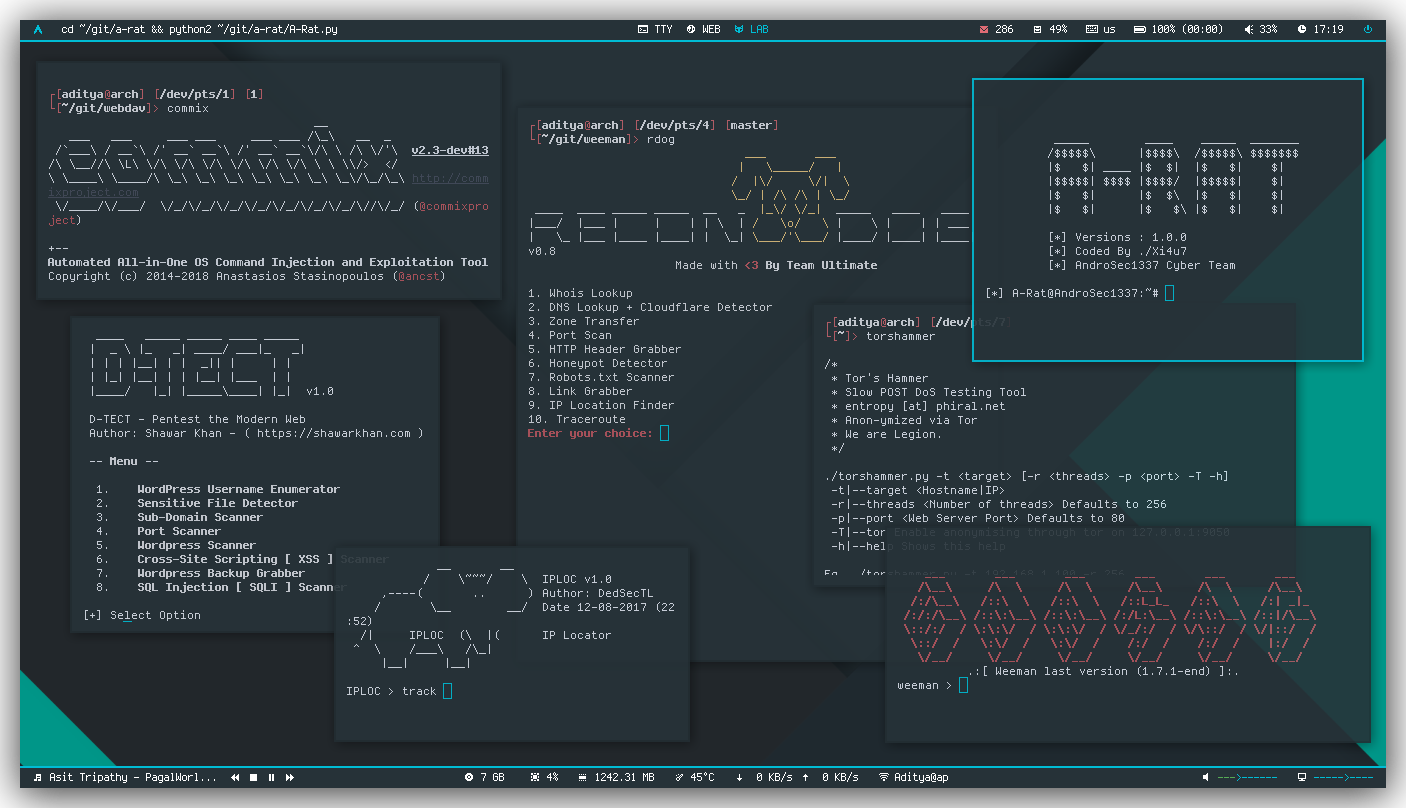 cd ~/git/a-rat && python2 ~/git/a-rat/A-Rat.py
TTY WEB LAB
286 49% us 100% (00:00) 33% 17:19
[aditya@arch] [/dev/pts/1] [1]
[~/git/webdav]> commix
v2.3-dev#13
http://comm
ixproject.com
(@commixpro
ject)
+--
Automated All-in-One OS Command Injection and Exploitation Tool
Copyright (c) 2014-2018 Anastasios Stasinopoulos (@ancst)
[aditya@arch] [/dev/pts/4] [master]
[~/git/weeman]> rdog
RECON DOG
v0.8
Made with <3 By Team Ultimate
1. Whois Lookup
2. DNS Lookup + Cloudflare Detector
3. Zone Transfer
4. Port Scan
5. HTTP Header Grabber
6. Honeypot Detector
7. Robots.txt Scanner
8. Link Grabber
9. IP Location Finder
10. Traceroute
Enter your choice:
A-RAT
[*] Versions : 1.0.0
[*] Coded By ./Xi4u7
[*] AndroSec1337 Cyber Team
[*] A-Rat@AndroSec1337:~#
DTECT
v1.0
D-TECT - Pentest the Modern Web
Author: Shawar Khan - ( https://shawarkhan.com )
-- Menu --
1. WordPress Username Enumerator
2. Sensitive File Detector
3. Sub-Domain Scanner
4. Port Scanner
5. Wordpress Scanner
6. Cross-Site Scripting [ XSS ] Scanner
7. Wordpress Backup Grabber
8. SQL Injection [ SQLI ] Scanner
[+] Select Option
[aditya@arch] [/dev/pts/7]
[~]> torshammer
/*
* Tor's Hammer
* Slow POST DoS Testing Tool
* entropy [at] phiral.net
* Anon-ymized via Tor
* We are Legion.
*/
./torshammer.py -t <target> [-r <threads> -p <port> -T -h]
-t|--target <Hostname|IP>
-r|--threads <Number of threads> Defaults to 256
-p|--port <Web Server Port> Defaults to 80
-T|--tor Enable anonymising through tor on 127.0.0.1:9050
-h|--help Shows this help
Eg. ./torshammer.py -t 192.168.1.100 -r 256
IPLOC v1.0
Author: DedSecTL
Date 12-08-2017 (22
:52)
IPLOC
IP Locator
IPLOC > track
WEEMAN
.:[ Weeman last version (1.7.1-end) ]:.
weeman >
Asit Tripathy - PagalWorl...
7 GB 4% 1242.31 MB 45°C 0 KB/s 0 KB/s Aditya@ap
--->------ ----->----